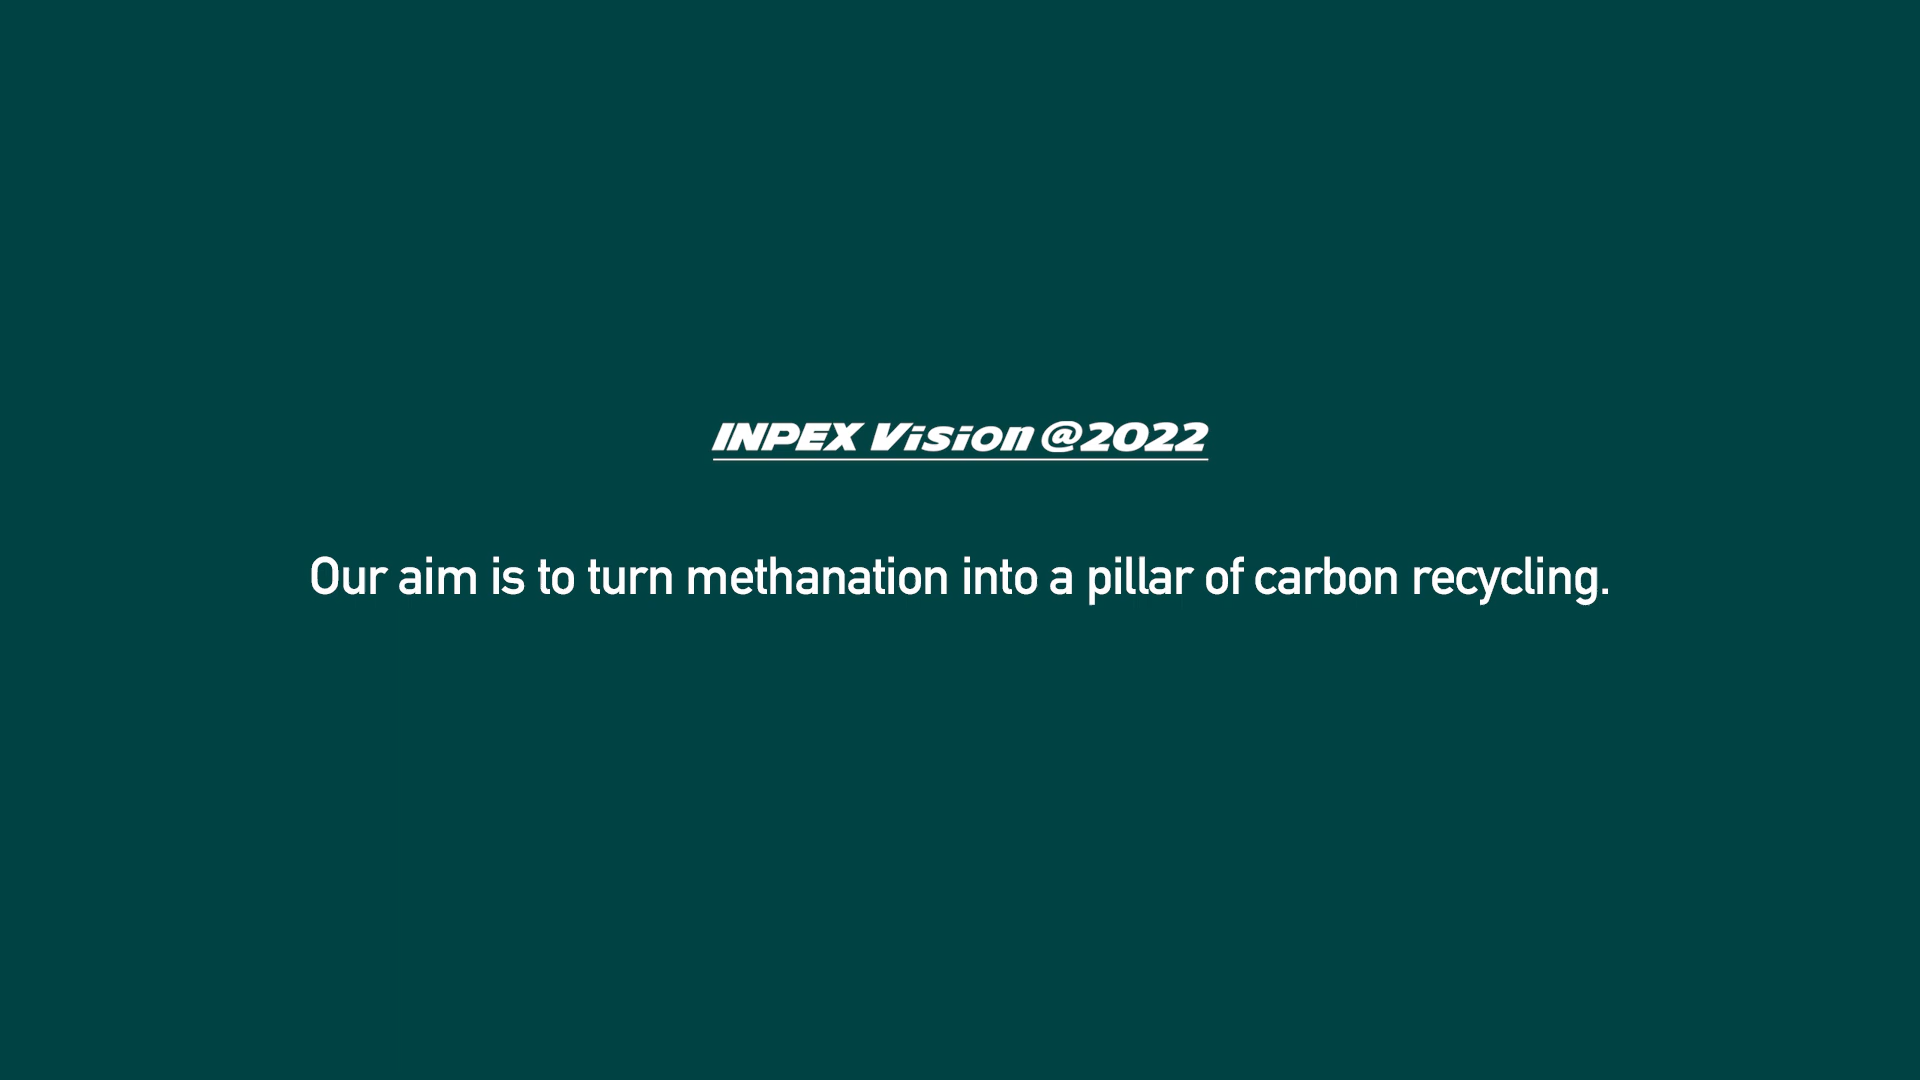 INPEX Vision @2022
Our aim is to turn methanation into a pillar of carbon recycling.